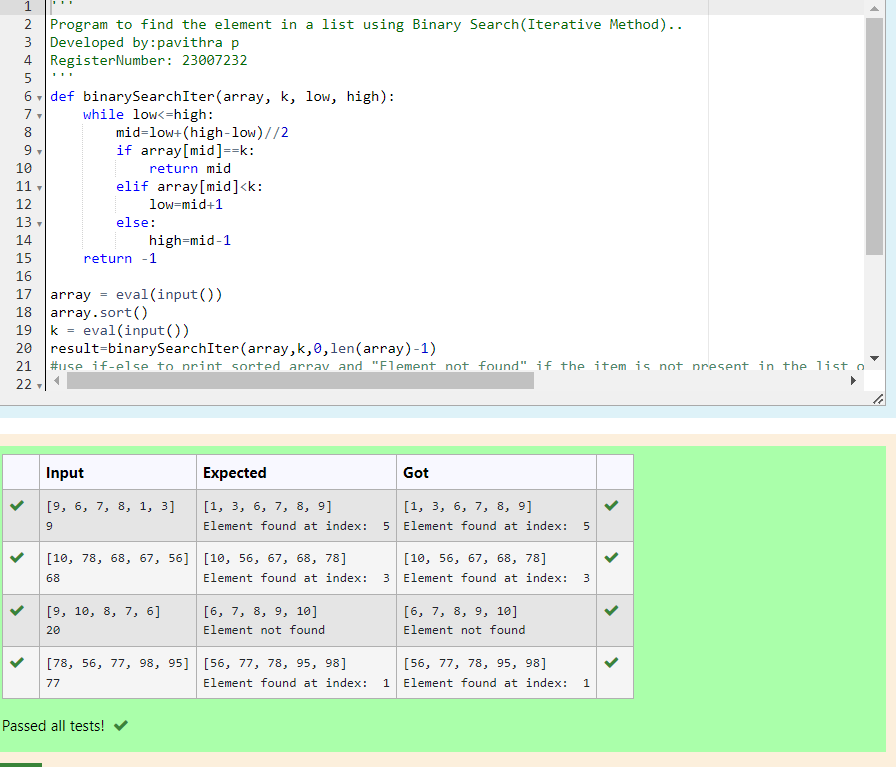 1 '''
2 Program to find the element in a list using Binary Search(Iterative Method)..
3 Developed by:pavithra p
4 RegisterNumber: 23007232
5 '''
6 def binarySearchIter(array, k, low, high):
7     while low<=high:
8         mid=low+(high-low)//2
9         if array[mid]==k:
10             return mid
11         elif array[mid]<k:
12             low=mid+1
13         else:
14             high=mid-1
15     return -1
16
17 array = eval(input())
18 array.sort()
19 k = eval(input())
20 result=binarySearchIter(array,k,0,len(array)-1)
21 #use if-else to print sorted array and "Element not found" if the item is not present in the list o
22
Input Expected Got
[9, 6, 7, 8, 1, 3] [1, 3, 6, 7, 8, 9] [1, 3, 6, 7, 8, 9]
9 Element found at index:  5 Element found at index:  5
[10, 78, 68, 67, 56] [10, 56, 67, 68, 78] [10, 56, 67, 68, 78]
68 Element found at index:  3 Element found at index:  3
[9, 10, 8, 7, 6] [6, 7, 8, 9, 10] [6, 7, 8, 9, 10]
20 Element not found Element not found
[78, 56, 77, 98, 95] [56, 77, 78, 95, 98] [56, 77, 78, 95, 98]
77 Element found at index:  1 Element found at index:  1
Passed all tests!